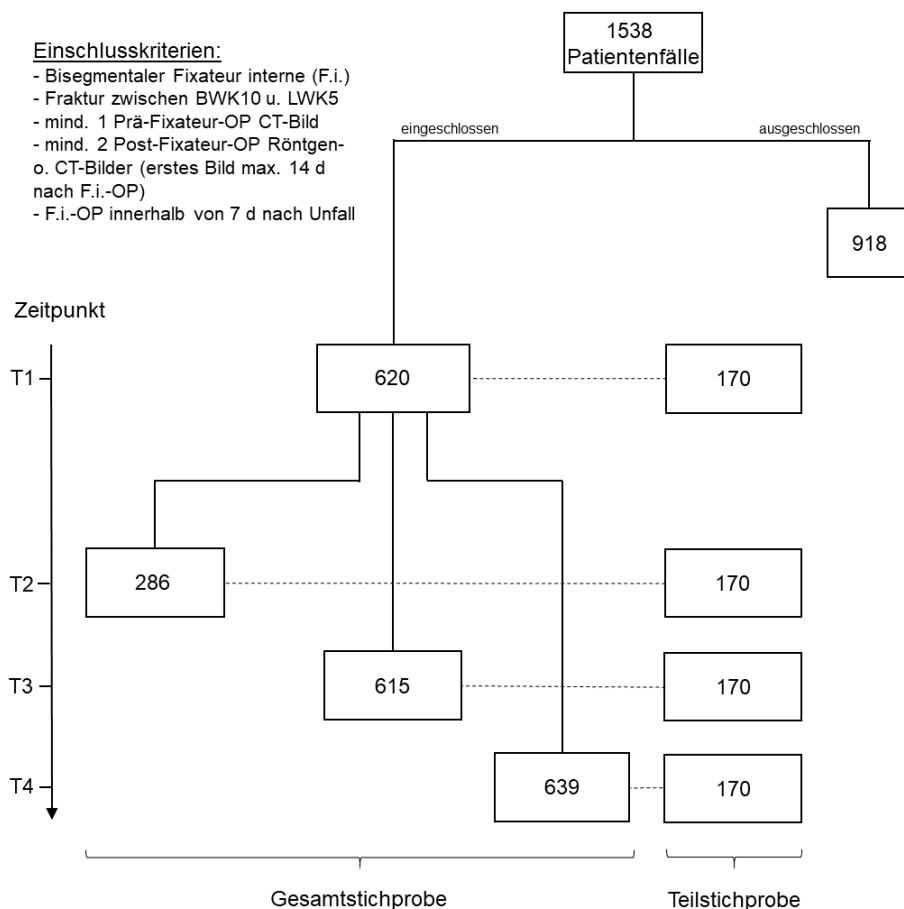 1538
Patientenfälle
Einschlusskriterien:
- Bisegmentaler Fixateur interne (F.i.)
- Fraktur zwischen BWK10 u. LWK5
- mind. 1 Prä-Fixateur-OP CT-Bild
- mind. 2 Post-Fixateur-OP Röntgen-
o. CT-Bilder (erstes Bild max. 14 d
nach F.i.-OP)
- F.i.-OP innerhalb von 7 d nach Unfall
eingeschlossen
ausgeschlossen
918
Zeitpunkt
T1
620
170
T2
286
170
T3
615
170
T4
639
170
Gesamtstichprobe
Teilstichprobe